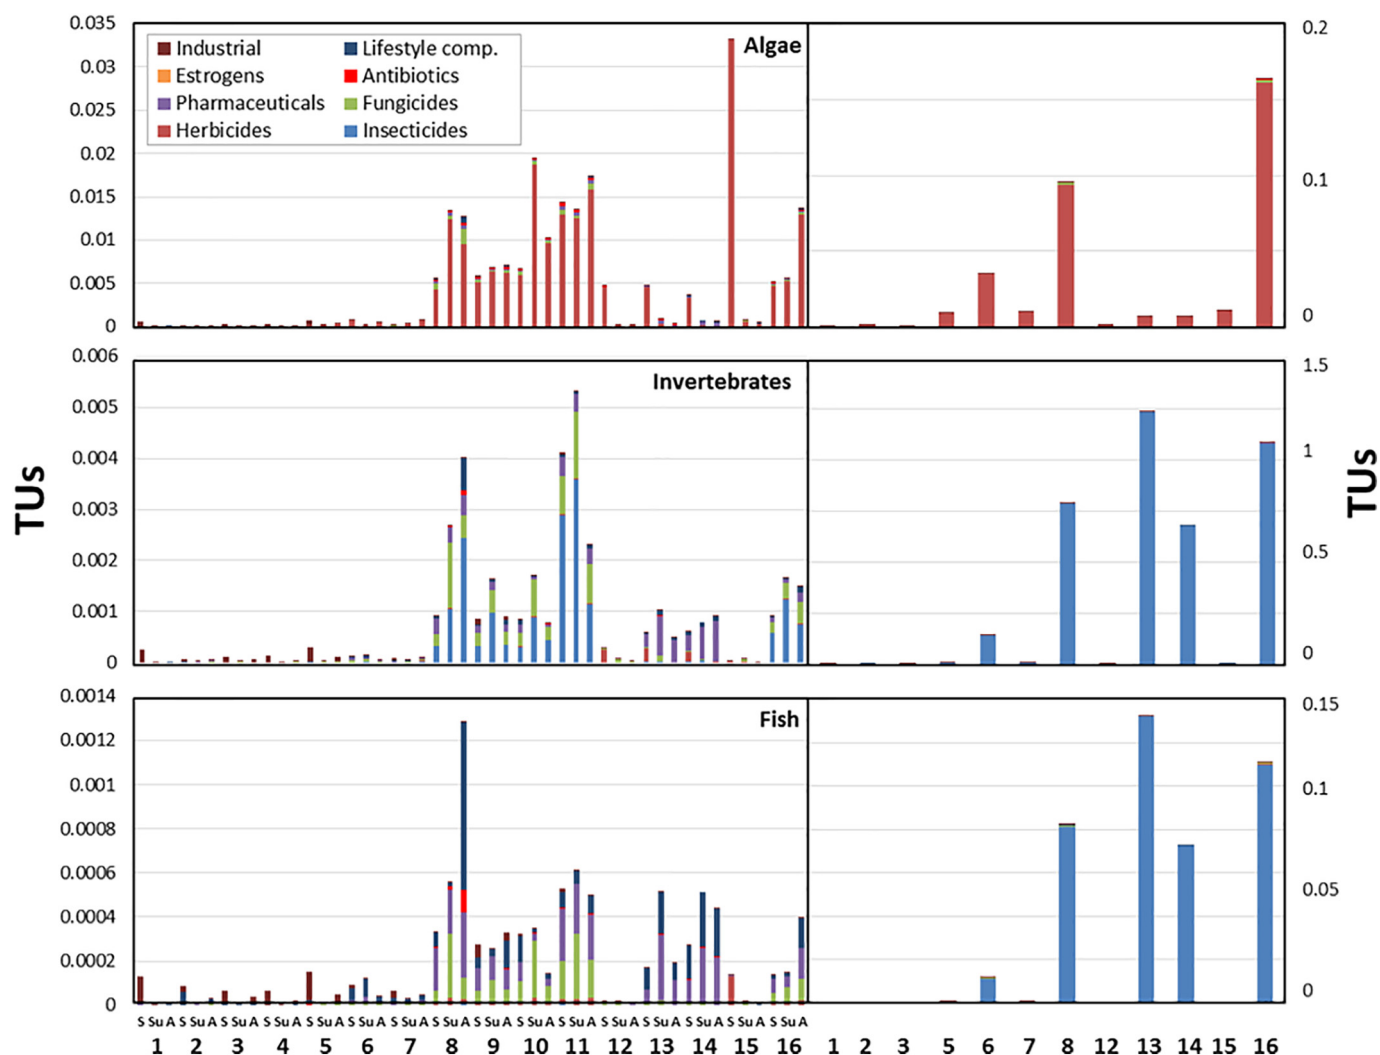 0.035
0.03
0.025
0.02
0.015
0.01
0.005
0
Industrial
Lifestyle comp.
Estrogens
Antibiotics
Pharmaceuticals
Fungicides
Herbicides
Insecticides
Algae
0.2
0.1
0
0.006
0.005
0.004
0.003
0.002
0.001
0
Invertebrates
1.5
1
0.5
0
TUs
TUs
0.0014
0.0012
0.001
0.0008
0.0006
0.0004
0.0002
0
Fish
0.15
0.1
0.05
0
S Su A S Su A S Su A S Su A S Su A S Su A S Su A S Su A S Su A S Su A S Su A S Su A S Su A S Su A S Su A S Su A
1 2 3 4 5 6 7 8 9 10 11 12 13 14 15 16
1 2 3 5 6 7 8 12 13 14 15 16